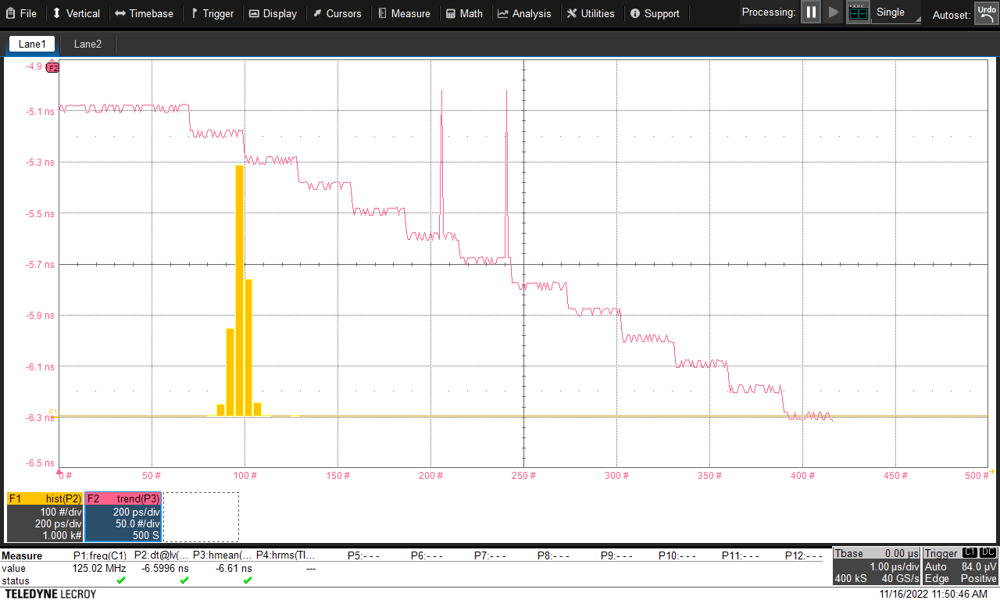 File Vertical Timebase Trigger Display Cursors Measure Math Analysis Utilities Support Processing: Single Autoset: Undo
Lane1 Lane2
-4.9 F2
-5.1 ns
-5.3 ns
-5.5 ns
-5.7 ns
-5.9 ns
-6.1 ns
F1
-6.3 ns
-6.5 ns
0 # 50 # 100 # 150 # 200 # 250 # 300 # 350 # 400 # 450 # 500 #
F1 hist(P2) F2 trend(P3)
100 #/div 200 ps/div
200 ps/div 50.0 #/div
1.000 k# 500 S
Measure P1:freq(C1) P2:dt@lv(... P3:hmean(... P4:hrms(TI... P5:- - - P6:- - - P7:- - - P8:- - - P9:- - - P10:- - - P11:- - - P12:- - -
value 125.02 MHz -6.5996 ns -6.61 ns ---
status
Tbase 0.00 µs Trigger C1 DC
1.00 µs/div Auto 84.0 µV
400 kS 40 GS/s Edge Positive
TELEDYNE LECROY 11/16/2022 11:50:46 AM